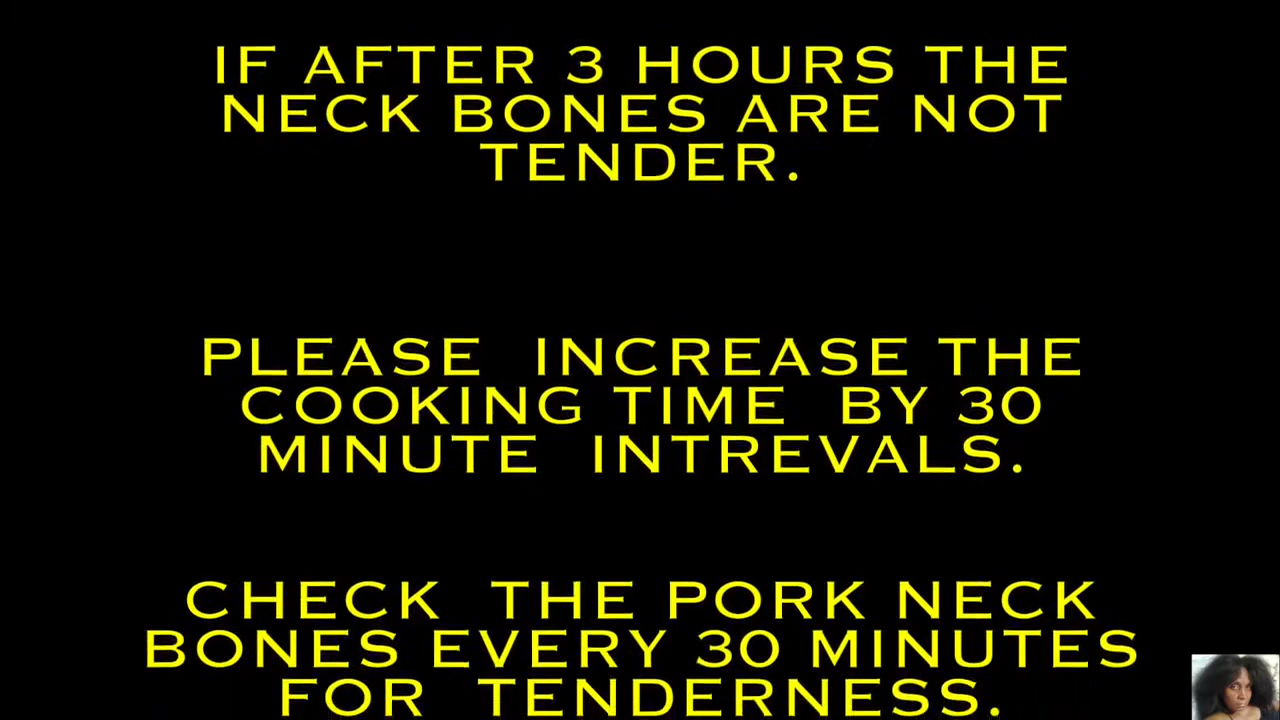 IF AFTER 3 HOURS THE
NECK BONES ARE NOT
TENDER.
PLEASE INCREASE THE
COOKING TIME BY 30
MINUTE INTREVALS.
CHECK THE PORK NECK
BONES EVERY 30 MINUTES
FOR TENDERNESS.